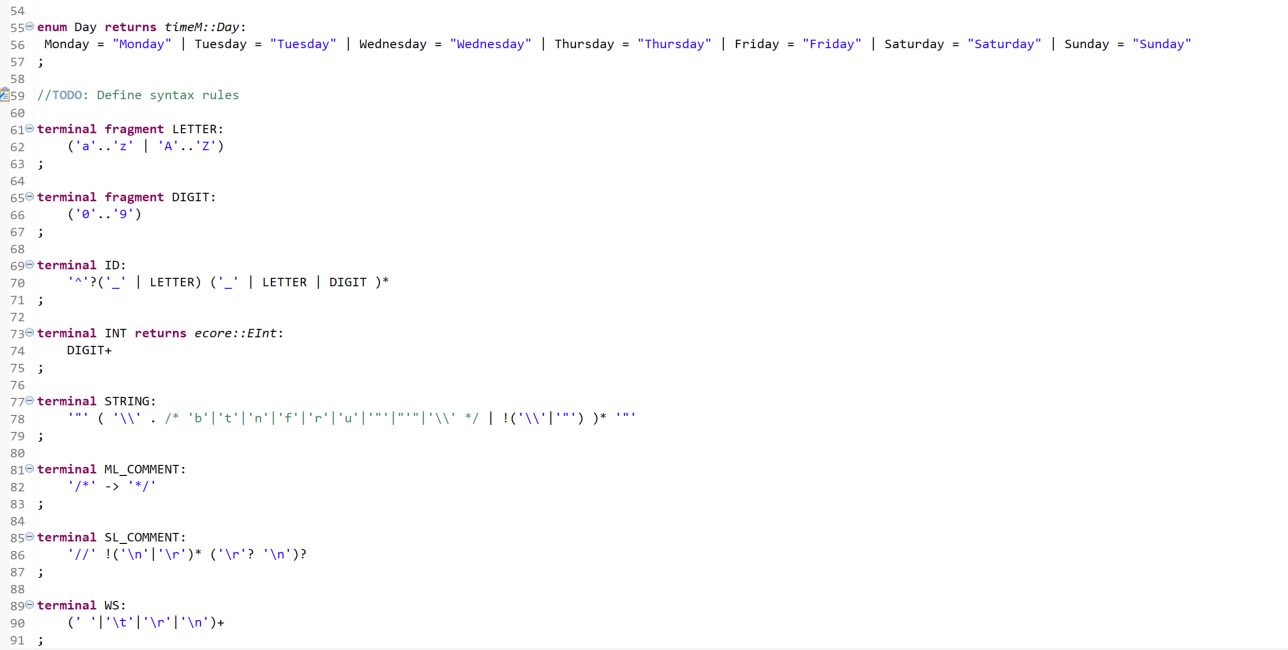 54
55 enum Day returns timeM::Day:
56  Monday = "Monday" | Tuesday = "Tuesday" | Wednesday = "Wednesday" | Thursday = "Thursday" | Friday = "Friday" | Saturday = "Saturday" | Sunday = "Sunday"
57 ;
58
59 //TODO: Define syntax rules
60
61 terminal fragment LETTER:
62     ('a'..'z' | 'A'..'Z')
63 ;
64
65 terminal fragment DIGIT:
66     ('0'..'9')
67 ;
68
69 terminal ID:
70     '^'?('_' | LETTER) ('_' | LETTER | DIGIT )*
71 ;
72
73 terminal INT returns ecore::EInt:
74     DIGIT+
75 ;
76
77 terminal STRING:
78     '"' ( '\\' . /* 'b'|'t'|'n'|'f'|'r'|'u'|'"'|"'"|'\\' */ | !('\\'|'"') )* '"'
79 ;
80
81 terminal ML_COMMENT:
82     '/*' -> '*/'
83 ;
84
85 terminal SL_COMMENT:
86     '//' !('\n'|'\r')* ('\r'? '\n')?
87 ;
88
89 terminal WS:
90     (' '|'\t'|'\r'|'\n')+
91 ;